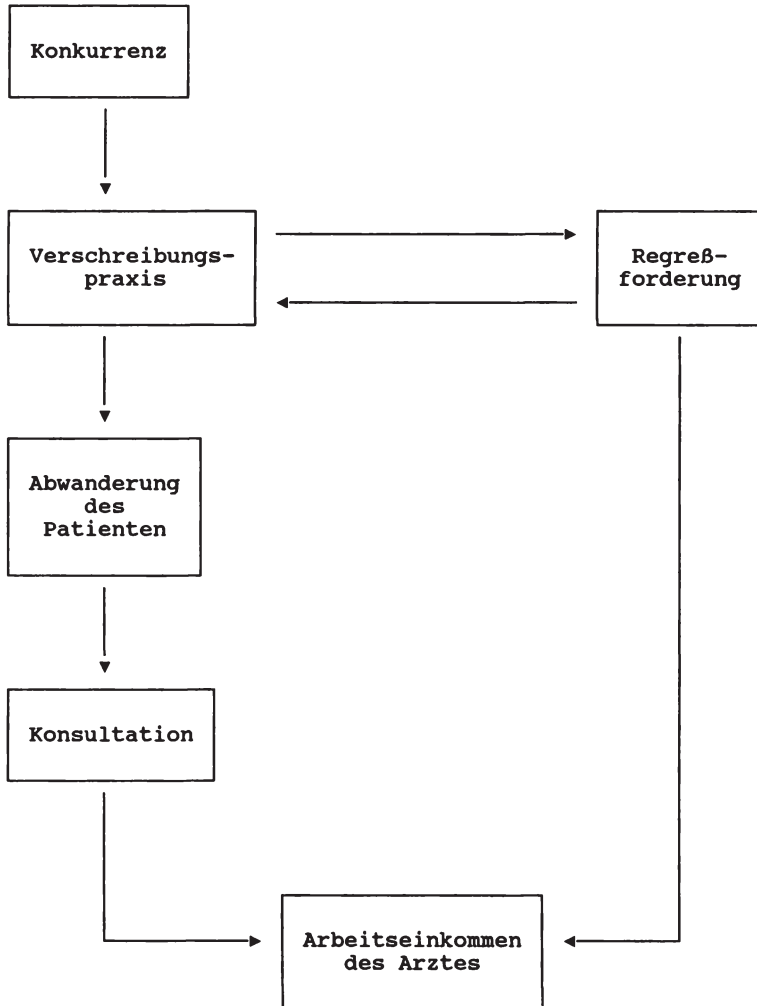 Konkurrenz
Verschreibungs-
praxis
Regreß-
forderung
Abwanderung
des
Patienten
Konsultation
Arbeitseinkommen
des Arztes